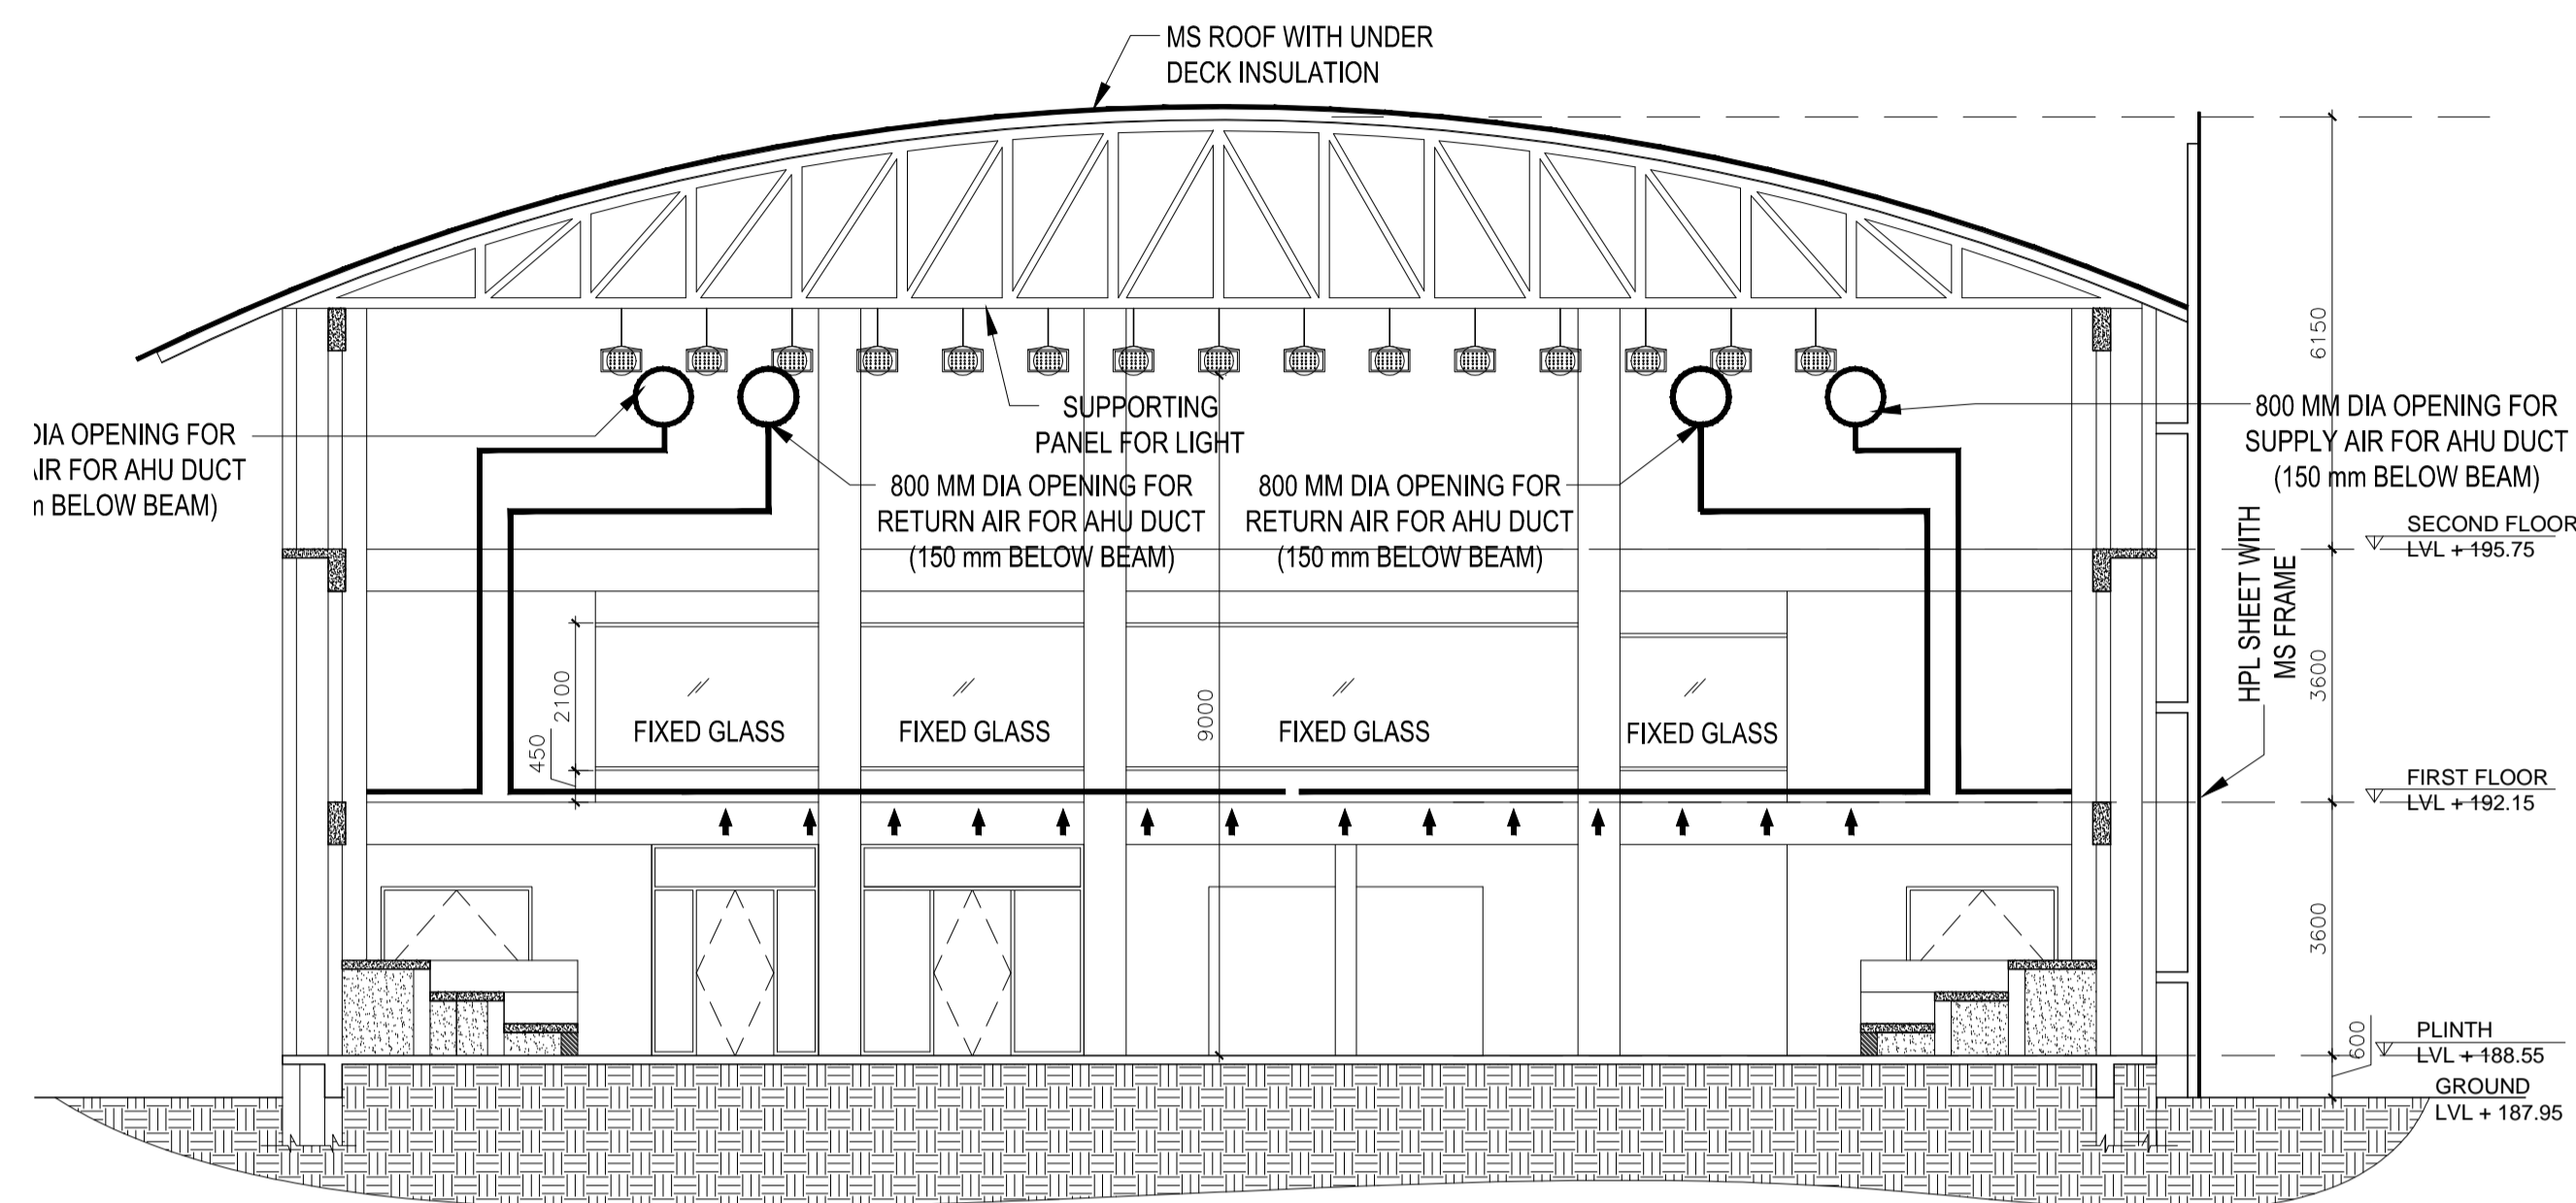 MS ROOF WITH UNDER
DECK INSULATION
6150
DIA OPENING FOR
AIR FOR AHU DUCT
BELOW BEAM)
SUPPORTING
PANEL FOR LIGHT
800 MM DIA OPENING FOR
RETURN AIR FOR AHU DUCT
(150 mm BELOW BEAM)
800 MM DIA OPENING FOR
RETURN AIR FOR AHU DUCT
(150 mm BELOW BEAM)
800 MM DIA OPENING FOR
SUPPLY AIR FOR AHU DUCT
(150 mm BELOW BEAM)
SECOND FLOOR
LVL + 195.75
HPL SHEET WITH
MS FRAME
3600
2100
450
FIXED GLASS
FIXED GLASS
9000
FIXED GLASS
FIXED GLASS
FIRST FLOOR
LVL + 192.15
3600
600
PLINTH
LVL + 188.55
GROUND
LVL + 187.95